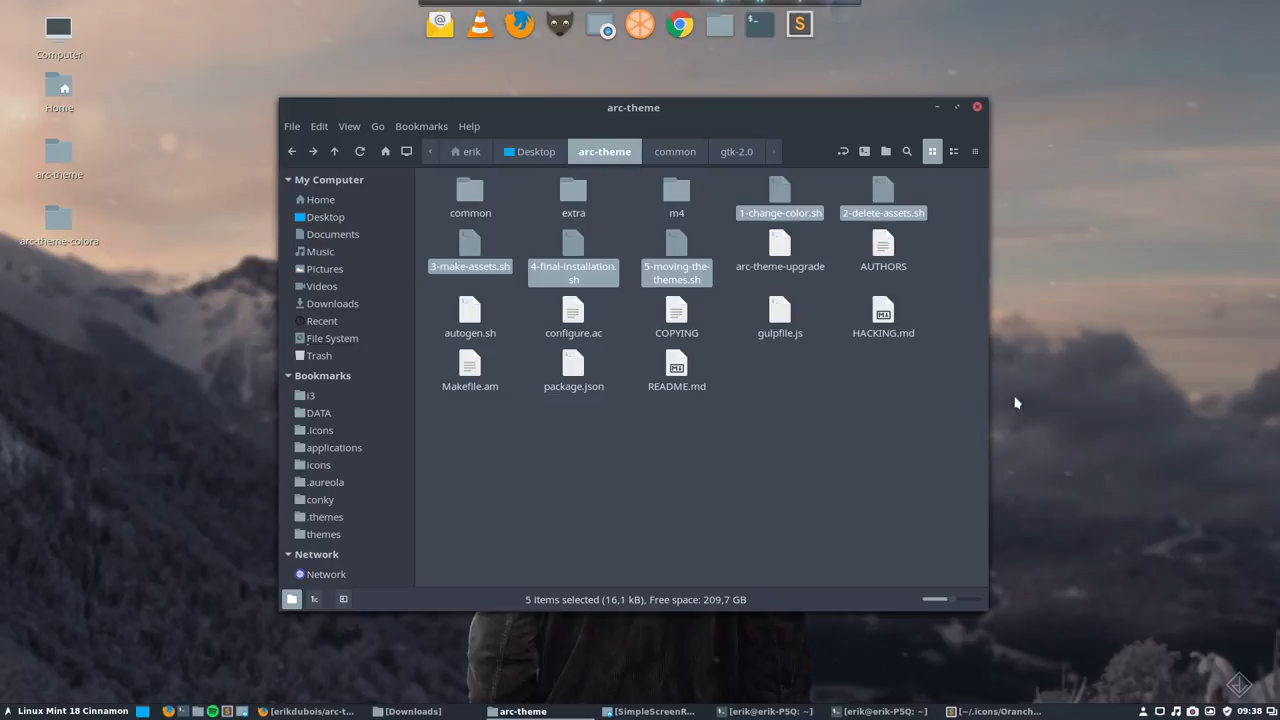 Computer
Home
arc-theme
arc-theme-colora
arc-theme
File Edit View Go Bookmarks Help
erik Desktop arc-theme common gtk-2.0
My Computer
Home
Desktop
Documents
Music
Pictures
Videos
Downloads
Recent
File System
Trash
Bookmarks
I3
DATA
.icons
applications
icons
.aureola
conky
.themes
themes
Network
Network
common extra m4 1-change-color.sh 2-delete-assets.sh
3-make-assets.sh 4-final-installation.sh 5-moving-the-themes.sh arc-theme-upgrade AUTHORS
autogen.sh configure.ac COPYING gulpfile.js HACKING.md
Makefile.am package.json README.md
5 items selected (16,1 kB), Free space: 209,7 GB
Linux Mint 18 Cinnamon [erikdubois/arc-t... [Downloads] arc-theme [SimpleScreenR... [erik@erik-P5Q: ~] [erik@erik-P5Q: ~] [~/.icons/Oranch... 09:38